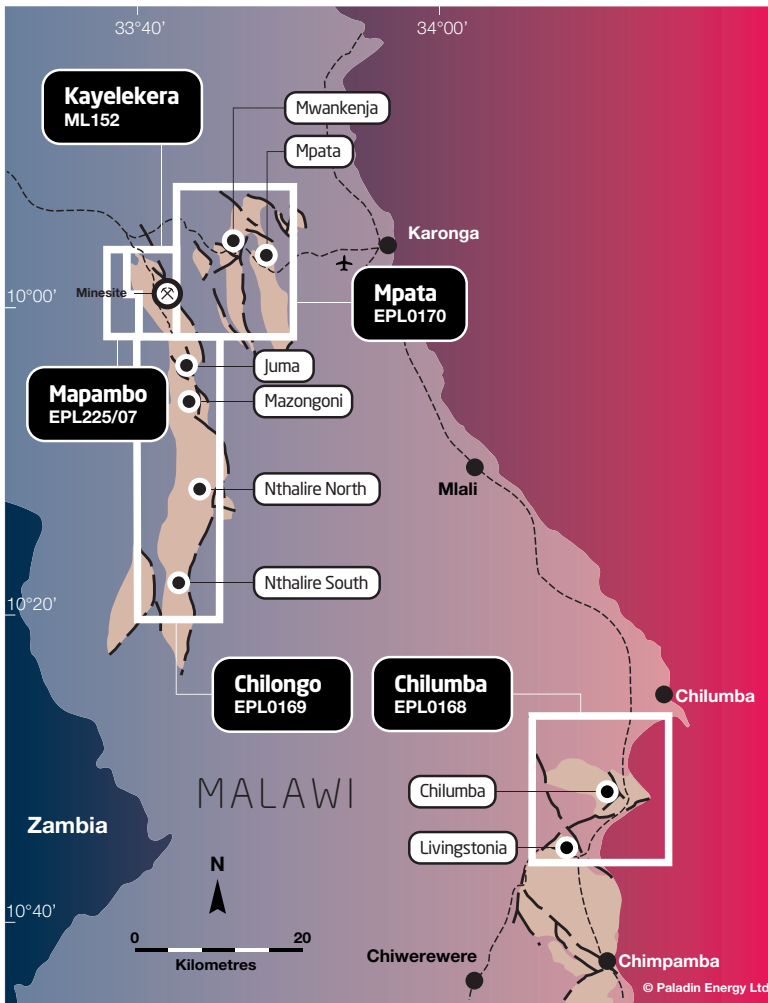 33°40'
34°00'
Kayelekera
ML152
Mwankenja
Mpata
Karonga
Minesite
10°00'
Mpata
EPL0170
Juma
Mapambo
EPL225/07
Mazongoni
Mlali
Nthalire North
Nthalire South
10°20'
Chilongo
EPL0169
Chilumba
EPL0168
Chilumba
MALAWI
Chilumba
Zambia
Livingstonia
N
10°40'
0
20
Kilometres
Chiwerewere
Chimpamba
© Paladin Energy Ltd